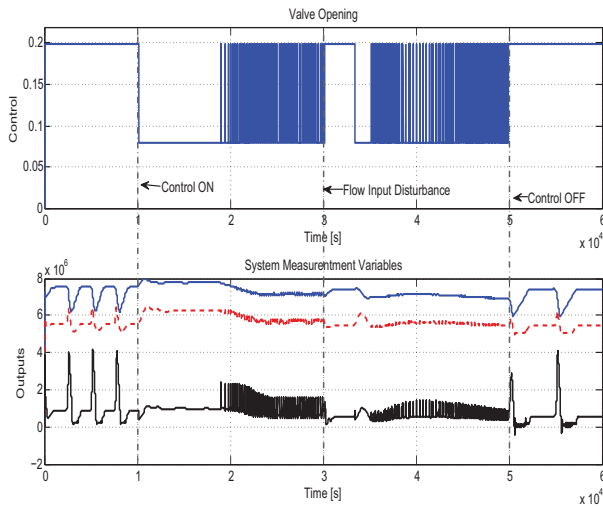 Valve Opening
0.2
0.15
0.1
0.05
0
Control
Control ON
Flow Input Disturbance
Control OFF
0 1 2 3 4 5 6
Time [s]
x 10^4
x 10^6
System Measurentment Variables
8
6
4
2
0
−2
Outputs
0 1 2 3 4 5 6
Time [s]
x 10^4